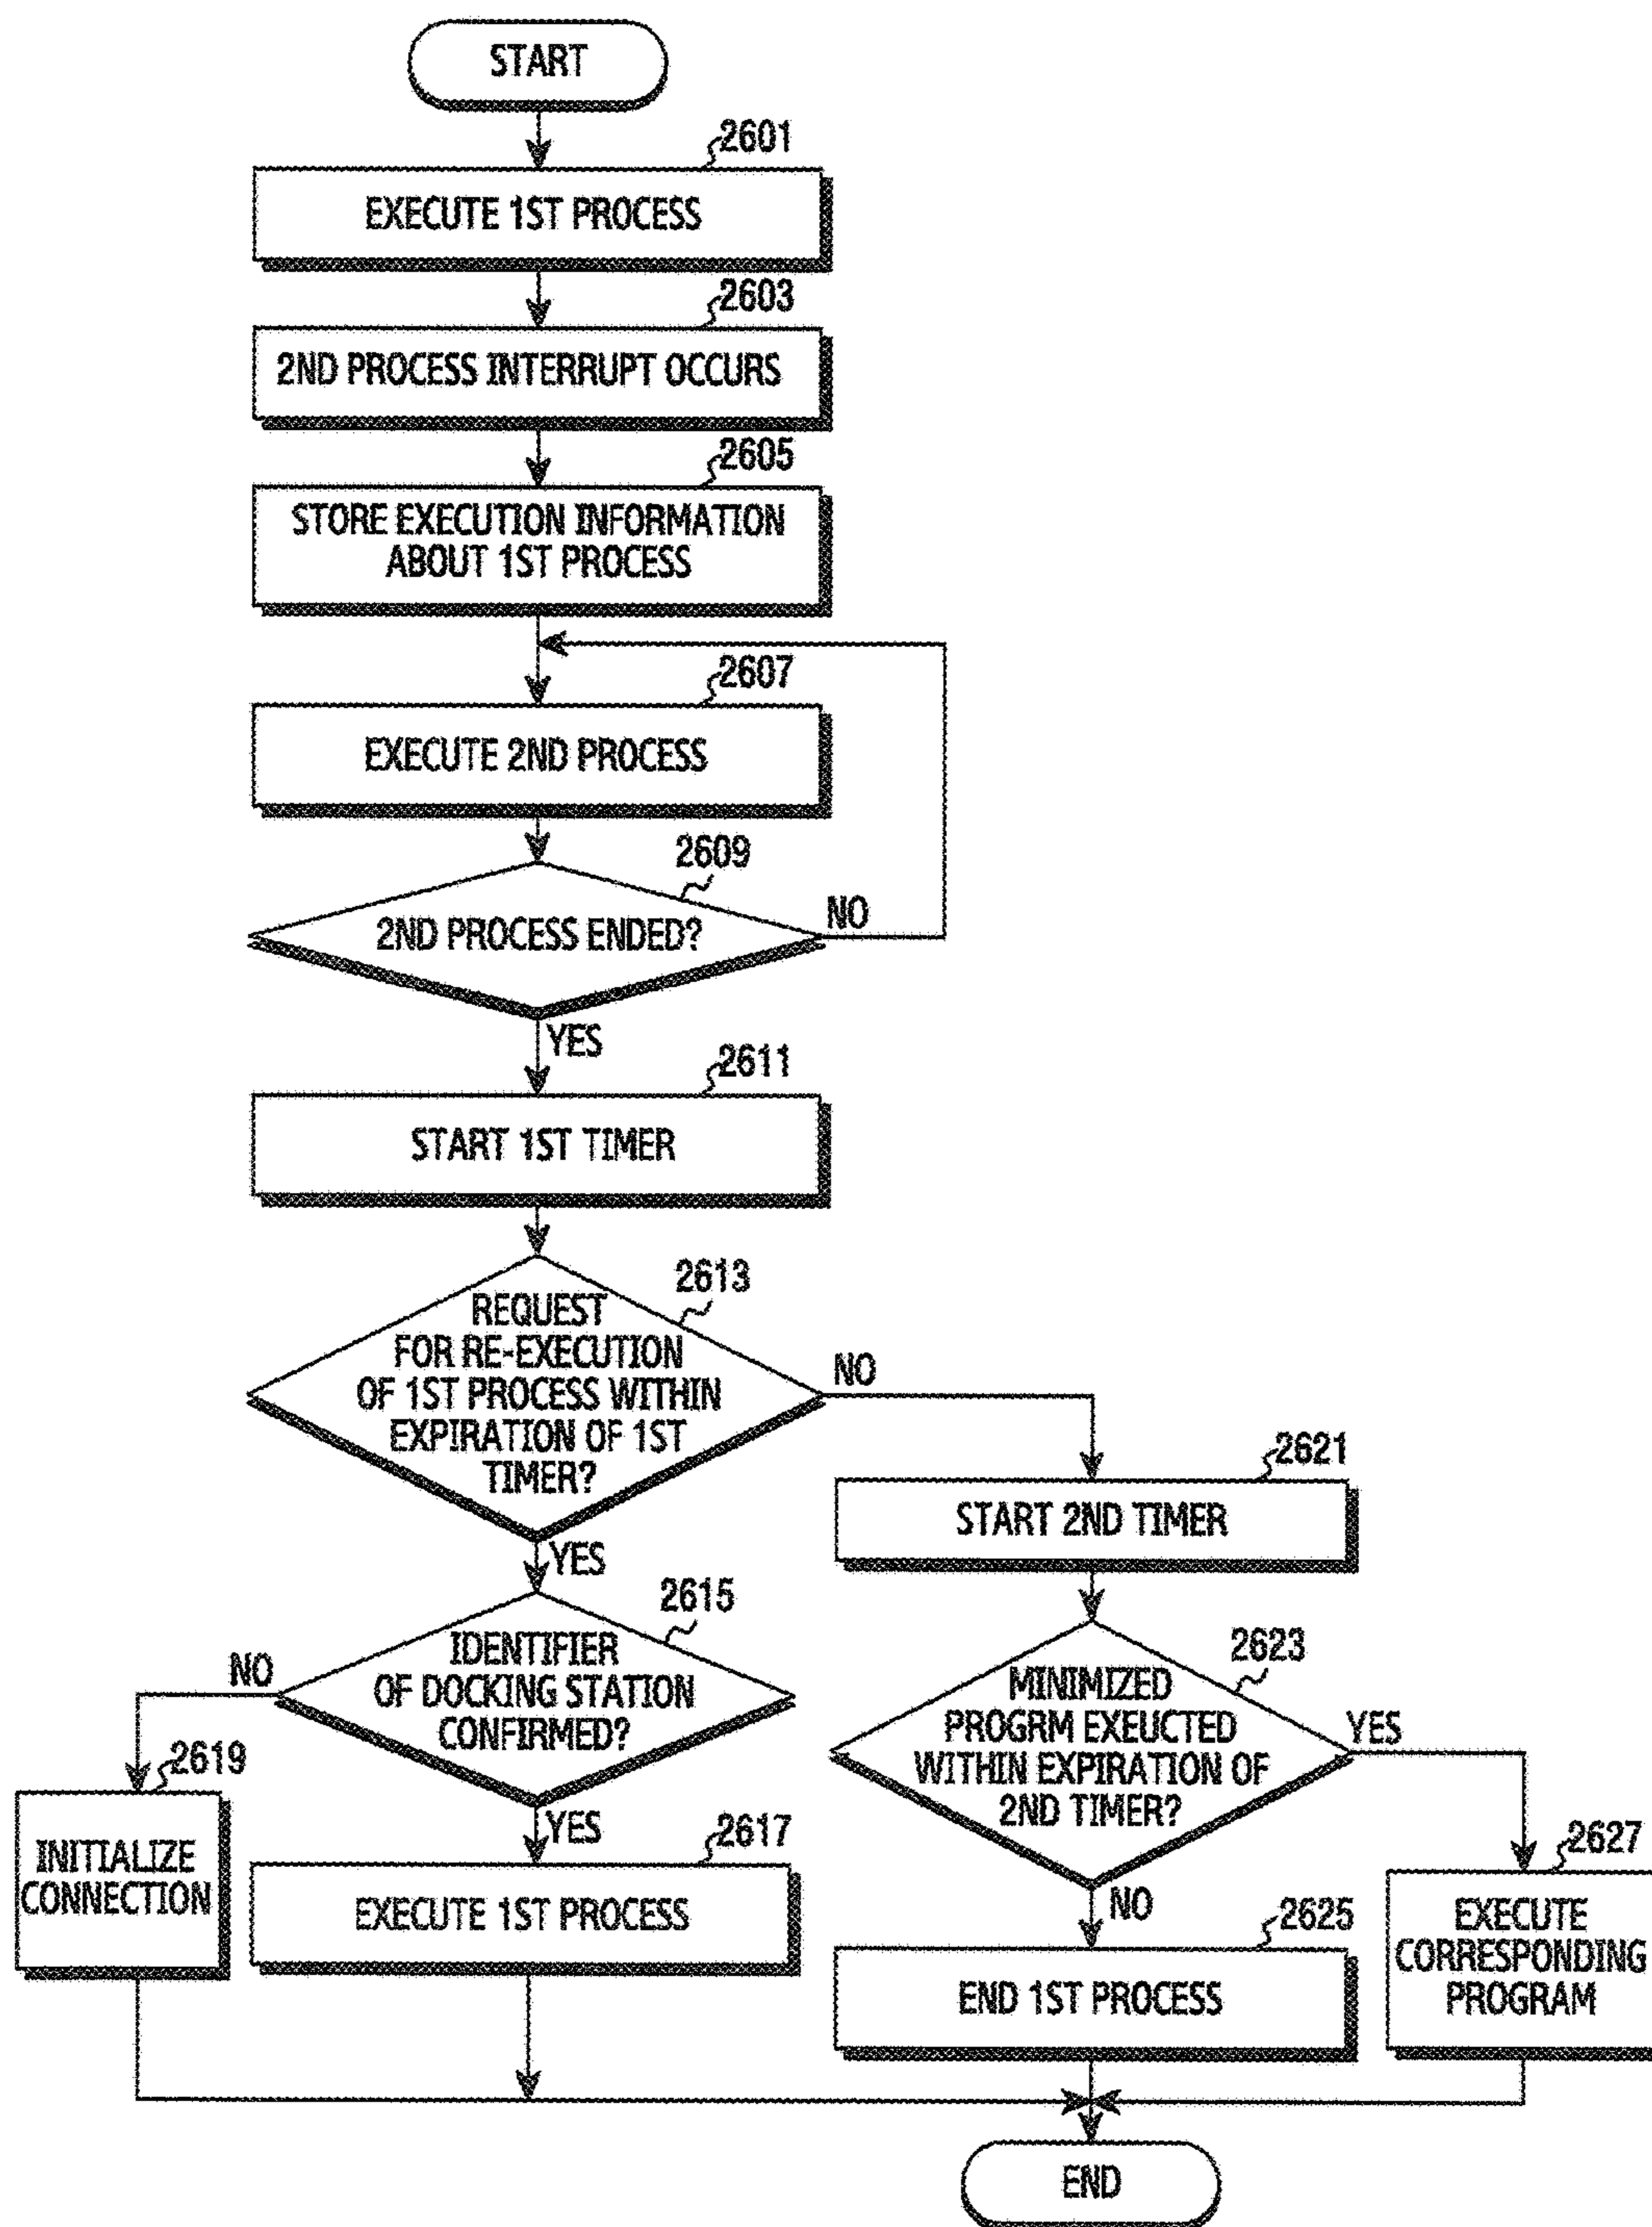 START
2601
EXECUTE 1ST PROCESS
2603
2ND PROCESS INTERRUPT OCCURS
2605
STORE EXECUTION INFORMATION
ABOUT 1ST PROCESS
2607
EXECUTE 2ND PROCESS
2609
2ND PROCESS ENDED?
NO
YES
2611
START 1ST TIMER
2613
REQUEST
FOR RE-EXECUTION
OF 1ST PROCESS WITHIN
EXPIRATION OF 1ST
TIMER?
NO
YES
2615
IDENTIFIER
OF DOCKING STATION
CONFIRMED?
NO
YES
2619
INITIALIZE
CONNECTION
2617
EXECUTE 1ST PROCESS
2621
START 2ND TIMER
2623
MINIMIZED
PROGRM EXEUCTED
WITHIN EXPIRATION OF
2ND TIMER?
YES
NO
2625
END 1ST PROCESS
2627
EXECUTE
CORRESPONDING
PROGRAM
END